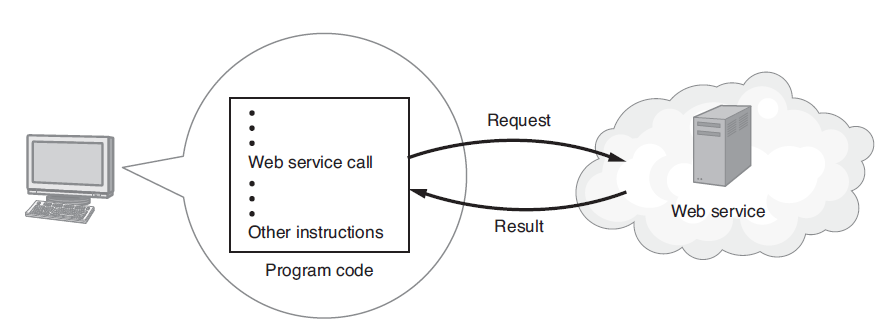 Web service call
Other instructions
Program code
Request
Result
Web service